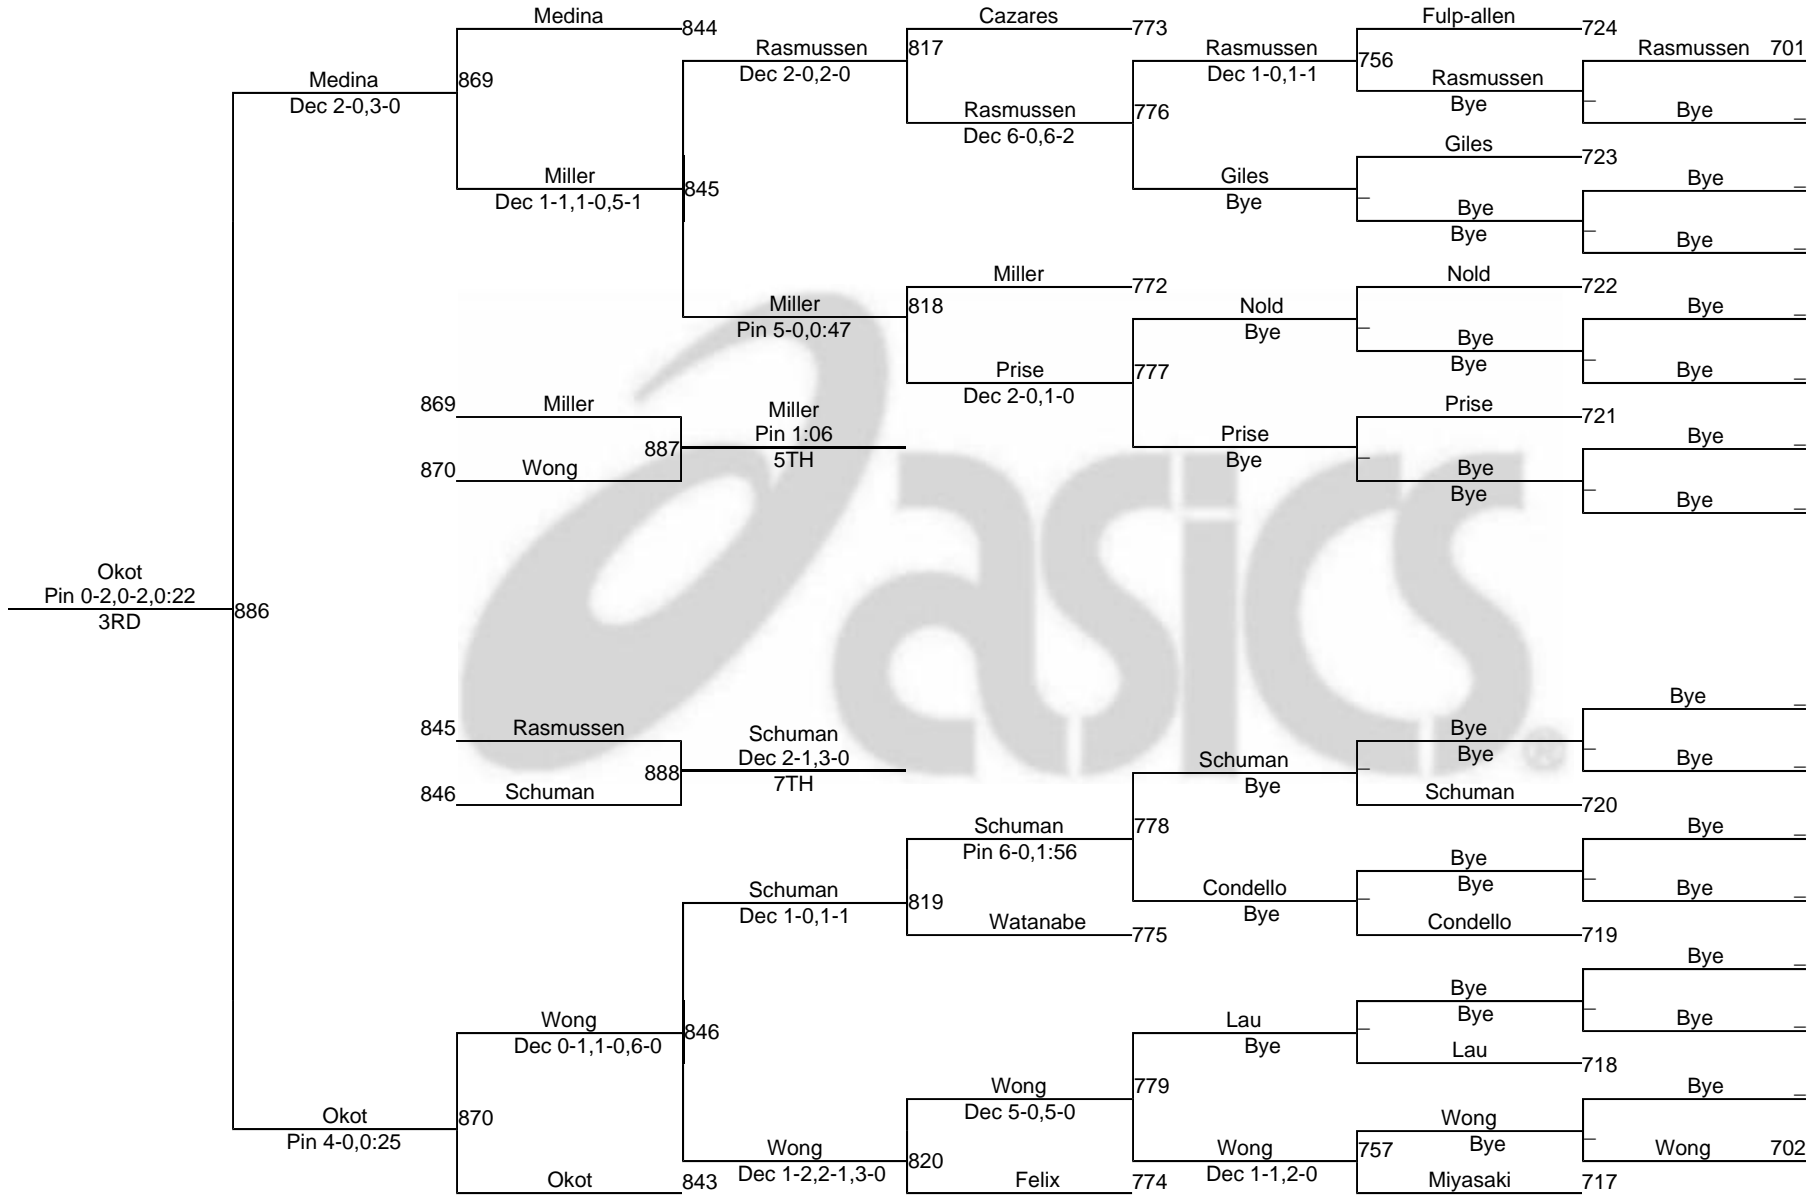 Medina
844
Cazares
773
Fulp-allen
724
Rasmussen
Dec 2-0,2-0
817
Rasmussen
Dec 1-0,1-1
756
Rasmussen 701
Medina
Dec 2-0,3-0
869
Rasmussen
Bye
Bye _
Rasmussen
Dec 6-0,6-2
776
Giles
723
Miller
Dec 1-1,1-0,5-1
845
Giles
Bye
Bye _
Bye
Bye
Bye _
Miller
772
Nold
722
Miller
Pin 5-0,0:47
818
Nold
Bye
Bye _
Bye
Bye
Prise
Dec 2-0,1-0
777
Bye _
869 Miller
Miller
Pin 1:06
5TH
887
870 Wong
Prise
721
Prise
Bye
Bye _
Bye
Bye
Bye _
Okot
Pin 0-2,0-2,0:22
3RD
886
asics
®
Bye _
845 Rasmussen
Schuman
Dec 2-1,3-0
7TH
888
846 Schuman
Bye
Bye
Bye _
Schuman
Bye
Schuman
720
Schuman
Pin 6-0,1:56
778
Bye _
Bye
Bye
Bye _
Schuman
Dec 1-0,1-1
819
Condello
Bye
Watanabe
775
Condello
719
Bye _
Bye
Bye
Bye _
Wong
Dec 0-1,1-0,6-0
846
Lau
Bye
Lau
718
Wong
Dec 5-0,5-0
779
Bye _
Okot
Pin 4-0,0:25
870
Wong
Bye
Wong 702
Wong
Dec 1-2,2-1,3-0
820
Wong
Dec 1-1,2-0
757
Okot
843
Felix
774
Miyasaki
717